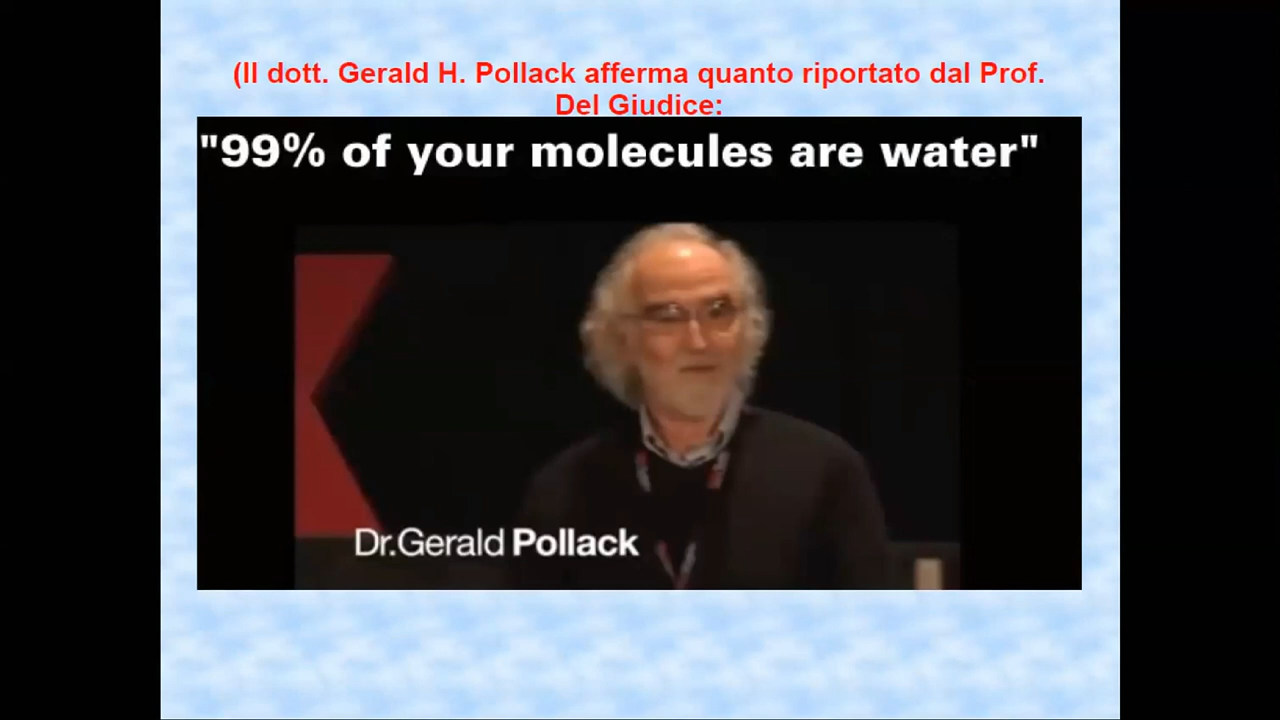 (Il dott. Gerald H. Pollack afferma quanto riportato dal Prof.
Del Giudice:
"99% of your molecules are water"
Dr.Gerald Pollack